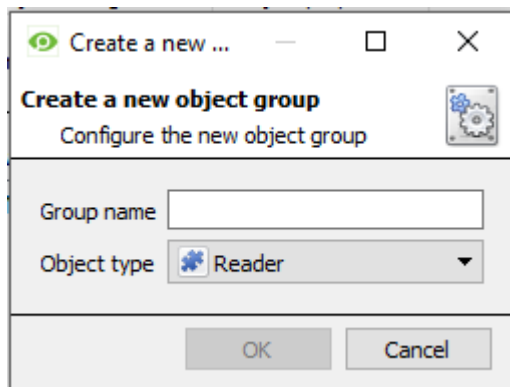 Create a new ...
Create a new object group
Configure the new object group
Group name
Object type Reader
OK Cancel